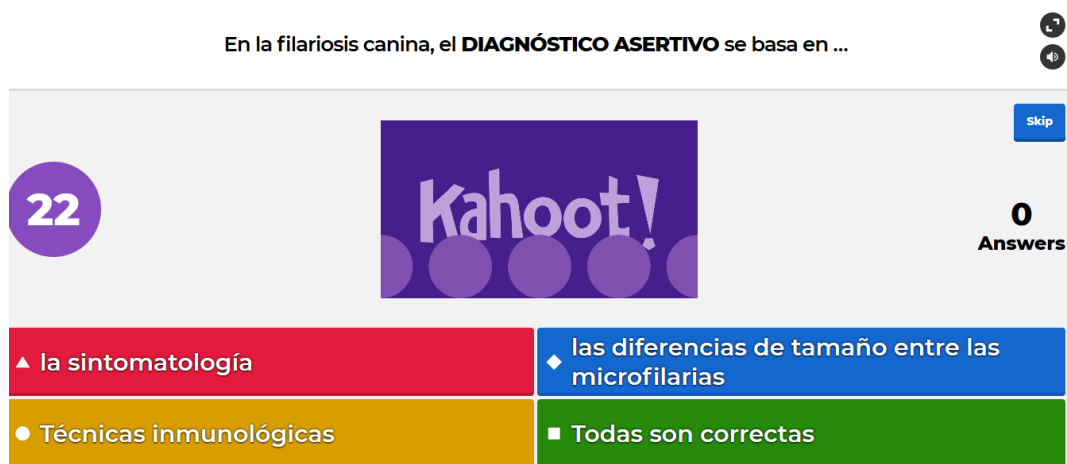 En la filariosis canina, el DIAGNÓSTICO ASERTIVO se basa en ...
Skip
22
Kahoot!
0
Answers
la sintomatología
las diferencias de tamaño entre las
microfilarias
Técnicas inmunológicas
Todas son correctas